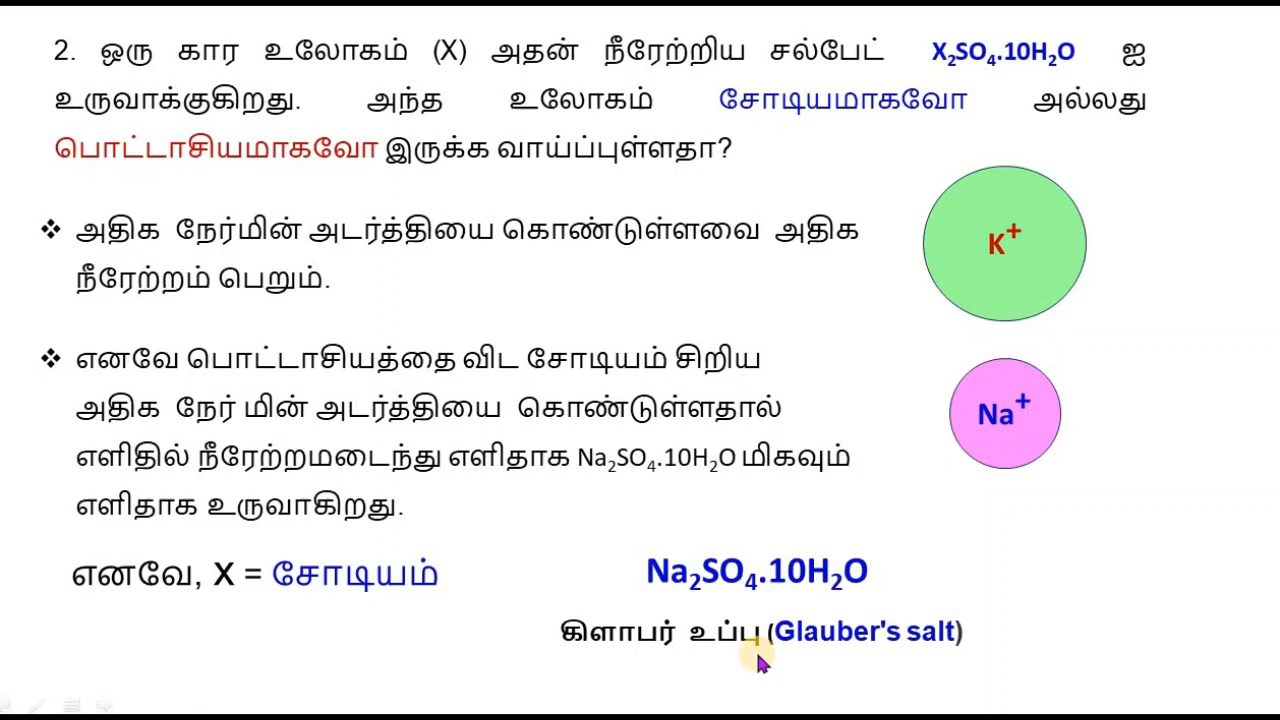 2. ஒரு கார உலோகம் (X) அதன் நீரேற்றிய சல்பேட் X₂SO₄.10H₂O ஐ
உருவாக்குகிறது. அந்த உலோகம் சோடியமாகவோ அல்லது
பொட்டாசியமாகவோ இருக்க வாய்ப்புள்ளதா?
❖ அதிக நேர்மின் அடர்த்தியை கொண்டுள்ளவை அதிக
நீரேற்றம் பெறும்.
K⁺
❖ எனவே பொட்டாசியத்தை விட சோடியம் சிறிய
அதிக நேர் மின் அடர்த்தியை கொண்டுள்ளதால்
எளிதில் நீரேற்றமடைந்து எளிதாக Na₂SO₄.10H₂O மிகவும்
எளிதாக உருவாகிறது.
Na⁺
எனவே, X = சோடியம்
Na₂SO₄.10H₂O
கிளாபர் உப்பு (Glauber's salt)